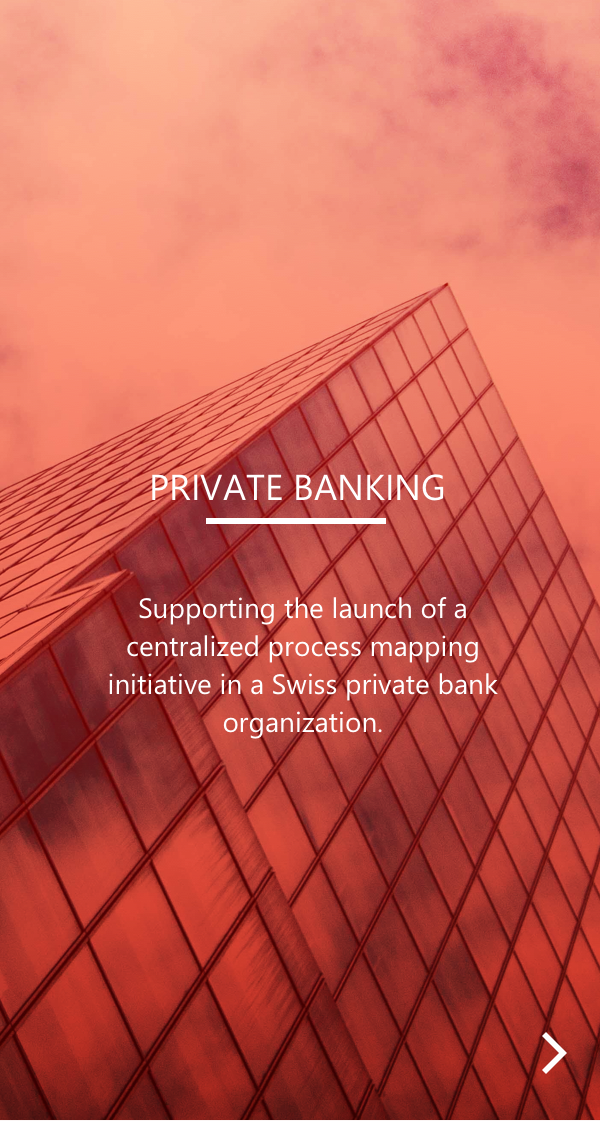 PRIVATE BANKING
Supporting the launch of a
centralized process mapping
initiative in a Swiss private bank
organization.